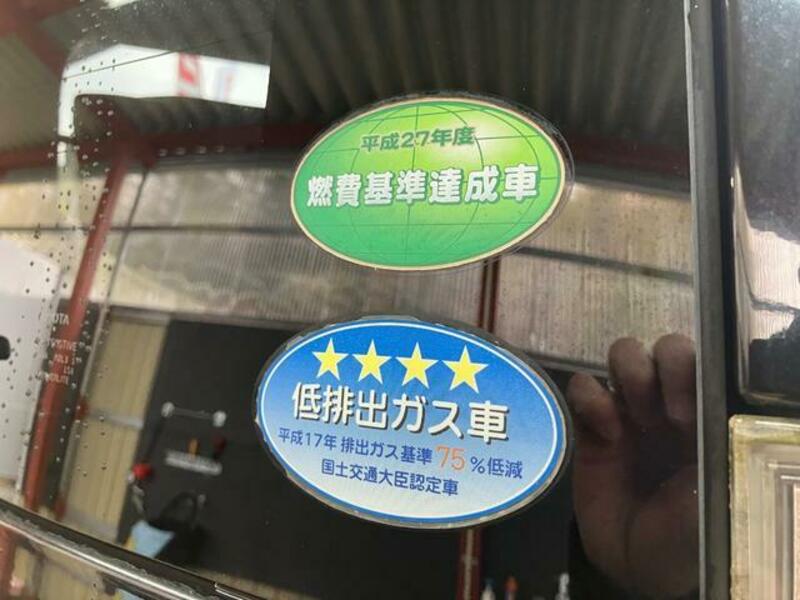 平成27年度
燃費基準達成車
低排出ガス車
平成17年 排出ガス基準 75 %低減
国土交通大臣認定車